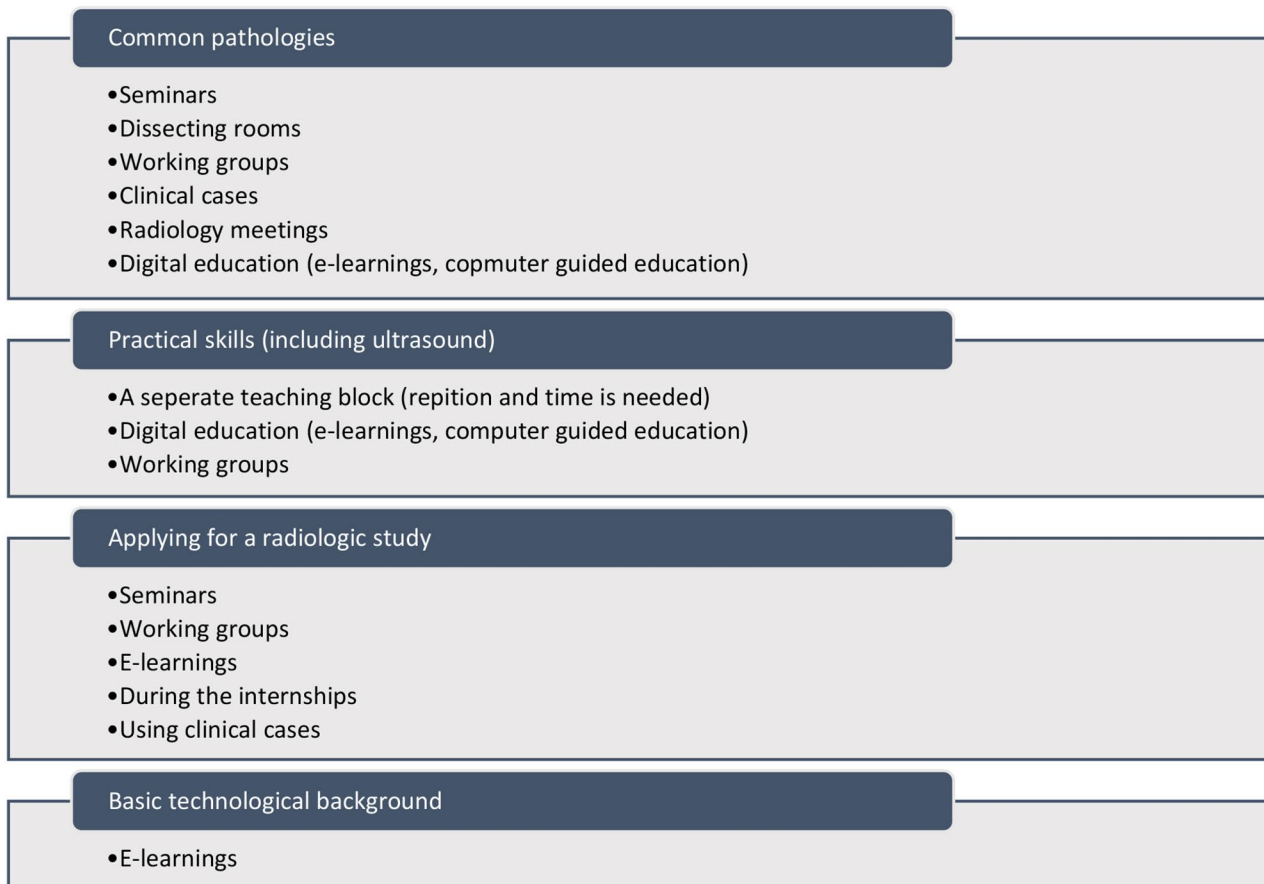 Common pathologies
•Seminars
•Dissecting rooms
•Working groups
•Clinical cases
•Radiology meetings
•Digital education (e-learnings, copmuter guided education)
Practical skills (including ultrasound)
•A seperate teaching block (repition and time is needed)
•Digital education (e-learnings, computer guided education)
•Working groups
Applying for a radiologic study
•Seminars
•Working groups
•E-learnings
•During the internships
•Using clinical cases
Basic technological background
•E-learnings